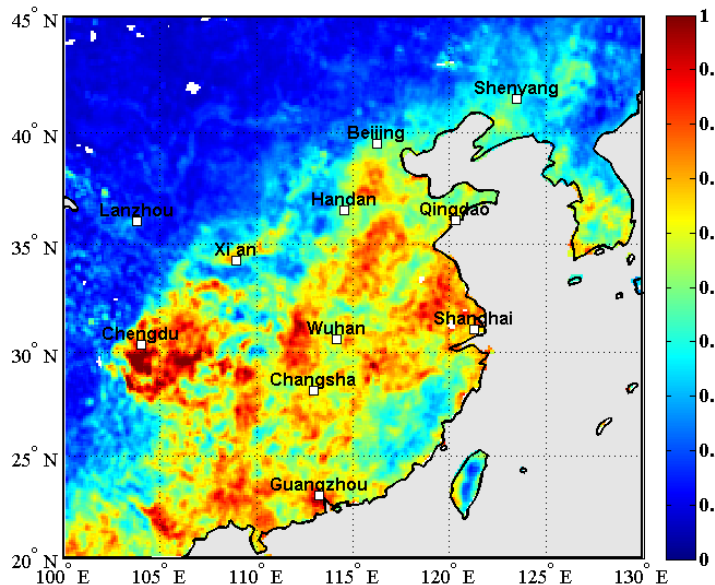 45° N
40° N
35° N
30° N
25° N
20° N
100° E
105° E
110° E
115° E
120° E
125° E
130° E
Shenyang
Beijing
Handan
Lanzhou
Qingdao
Xi an
Chengdu
Wuhan
Shanghai
Changsha
Guangzhou
1
0.
0.
0.
0.
0.
0.
0.
0.
0.
0